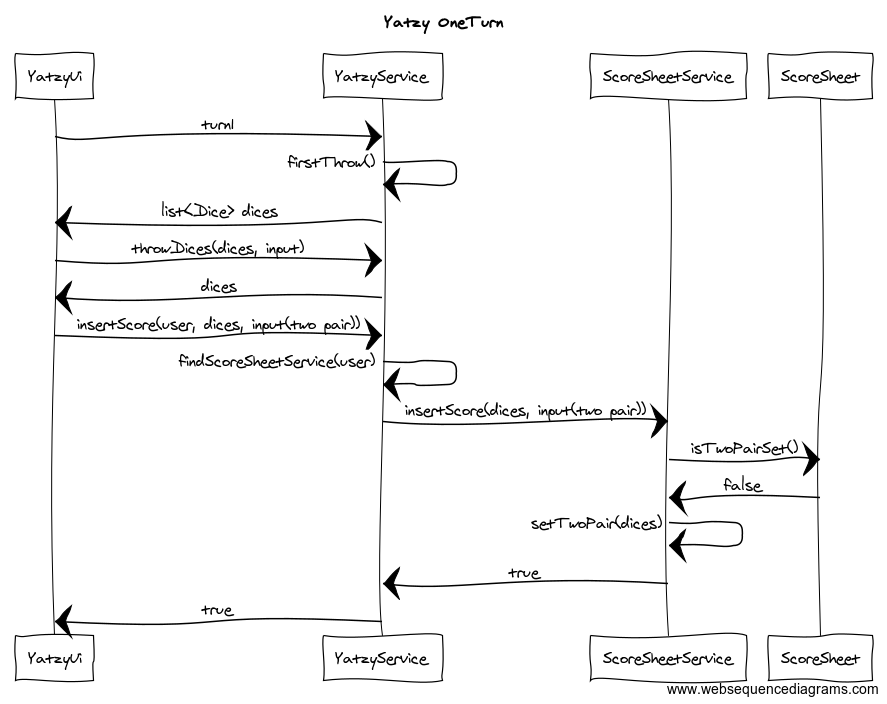 Yatzy OneTurn
YatzyUi YatzyService ScoreSheetService ScoreSheet
turn1
firstThrow()
list<Dice> dices
throwDices(dices, input)
dices
insertScore(user, dices, input(two pair))
findScoreSheetService(user)
insertScore(dices, input(two pair))
isTwoPairSet()
false
setTwoPair(dices)
true
true
YatzyUi YatzyService ScoreSheetService ScoreSheet
www.websequencediagrams.com